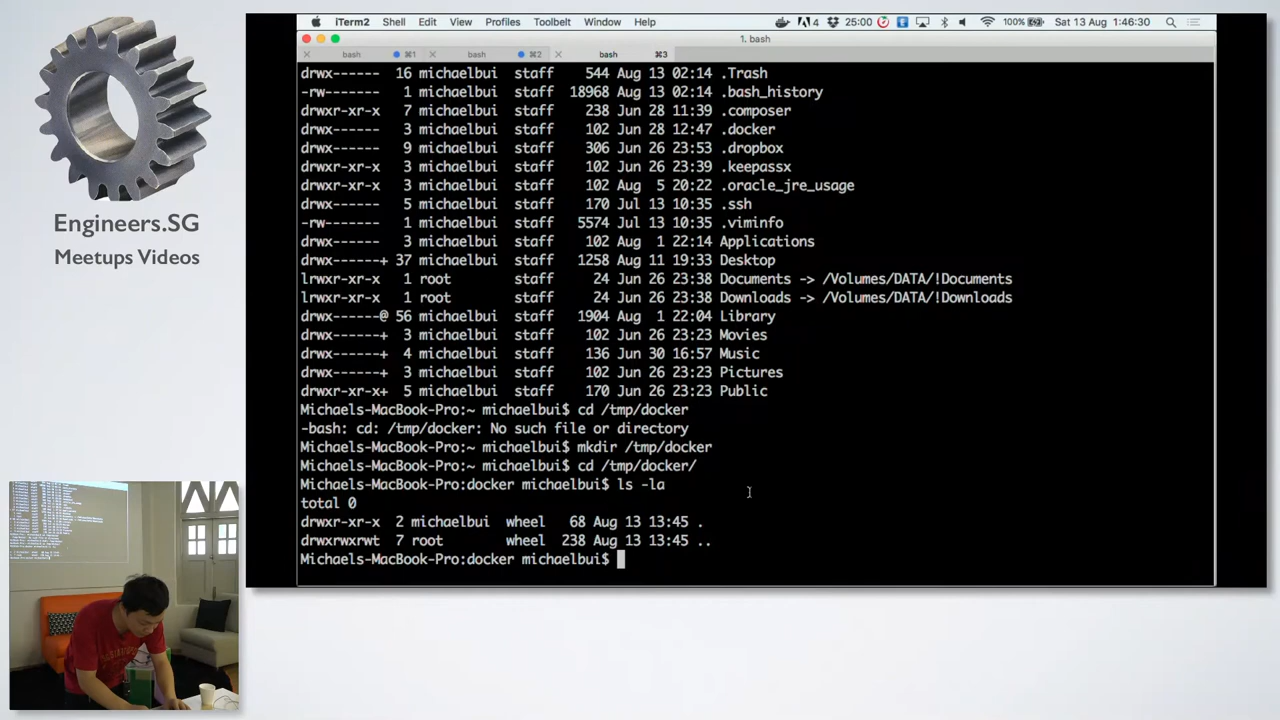 Engineers.SG
Meetups Videos
iTerm2 Shell Edit View Profiles Toolbelt Window Help 4 25:00 100% Sat 13 Aug 1:46:30
1. bash
bash ⌘1 bash ⌘2 bash ⌘3
drwx------ 16 michaelbui staff 544 Aug 13 02:14 .Trash
-rw------- 1 michaelbui staff 18968 Aug 13 02:14 .bash_history
drwxr-xr-x 7 michaelbui staff 238 Jun 28 11:39 .composer
drwx------ 3 michaelbui staff 102 Jun 28 12:47 .docker
drwx------ 9 michaelbui staff 306 Jun 26 23:53 .dropbox
drwxr-xr-x 3 michaelbui staff 102 Jun 26 23:39 .keepassx
drwxr-xr-x 3 michaelbui staff 102 Aug 5 20:22 .oracle_jre_usage
drwx------ 5 michaelbui staff 170 Jul 13 10:35 .ssh
-rw------- 1 michaelbui staff 5574 Jul 13 10:35 .viminfo
drwx------ 3 michaelbui staff 102 Aug 1 22:14 Applications
drwx------+ 37 michaelbui staff 1258 Aug 11 19:33 Desktop
lrwxr-xr-x 1 root staff 24 Jun 26 23:38 Documents -> /Volumes/DATA/!Documents
lrwxr-xr-x 1 root staff 24 Jun 26 23:38 Downloads -> /Volumes/DATA/!Downloads
drwx------@ 56 michaelbui staff 1904 Aug 1 22:04 Library
drwx------+ 3 michaelbui staff 102 Jun 26 23:23 Movies
drwx------+ 4 michaelbui staff 136 Jun 30 16:57 Music
drwx------+ 3 michaelbui staff 102 Jun 26 23:23 Pictures
drwxr-xr-x+ 5 michaelbui staff 170 Jun 26 23:23 Public
Michaels-MacBook-Pro:~ michaelbui$ cd /tmp/docker
-bash: cd: /tmp/docker: No such file or directory
Michaels-MacBook-Pro:~ michaelbui$ mkdir /tmp/docker
Michaels-MacBook-Pro:~ michaelbui$ cd /tmp/docker/
Michaels-MacBook-Pro:docker michaelbui$ ls -la
total 0
drwxr-xr-x 2 michaelbui wheel 68 Aug 13 13:45 .
drwxrwxrwt 7 root wheel 238 Aug 13 13:45 ..
Michaels-MacBook-Pro:docker michaelbui$